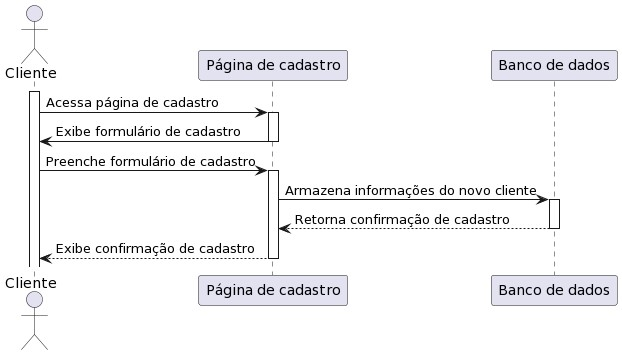 Cliente
Página de cadastro
Banco de dados
Acessa página de cadastro
Exibe formulário de cadastro
Preenche formulário de cadastro
Armazena informações do novo cliente
Retorna confirmação de cadastro
Exibe confirmação de cadastro
Cliente
Página de cadastro
Banco de dados